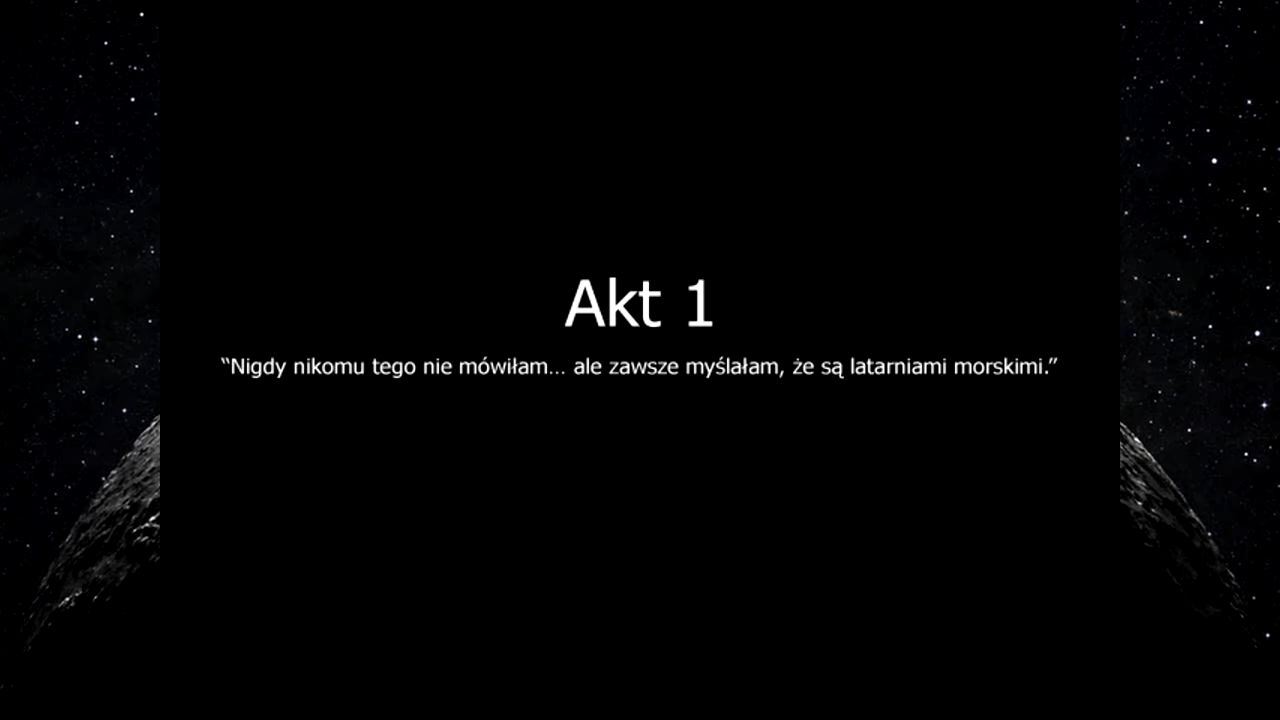 Akt 1
“Nigdy nikomu tego nie mówiłam... ale zawsze myślałam, że są latarniami morskimi.”